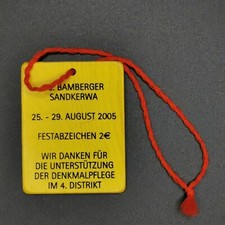 BAMBERGER
SANDKERWA
25. - 29. AUGUST 2005
FESTABZEICHEN 2€
WIR DANKEN FÜR
DIE UNTERSTÜTZUNG
DER DENKMALPFLEGE
IM 4. DISTRIKT